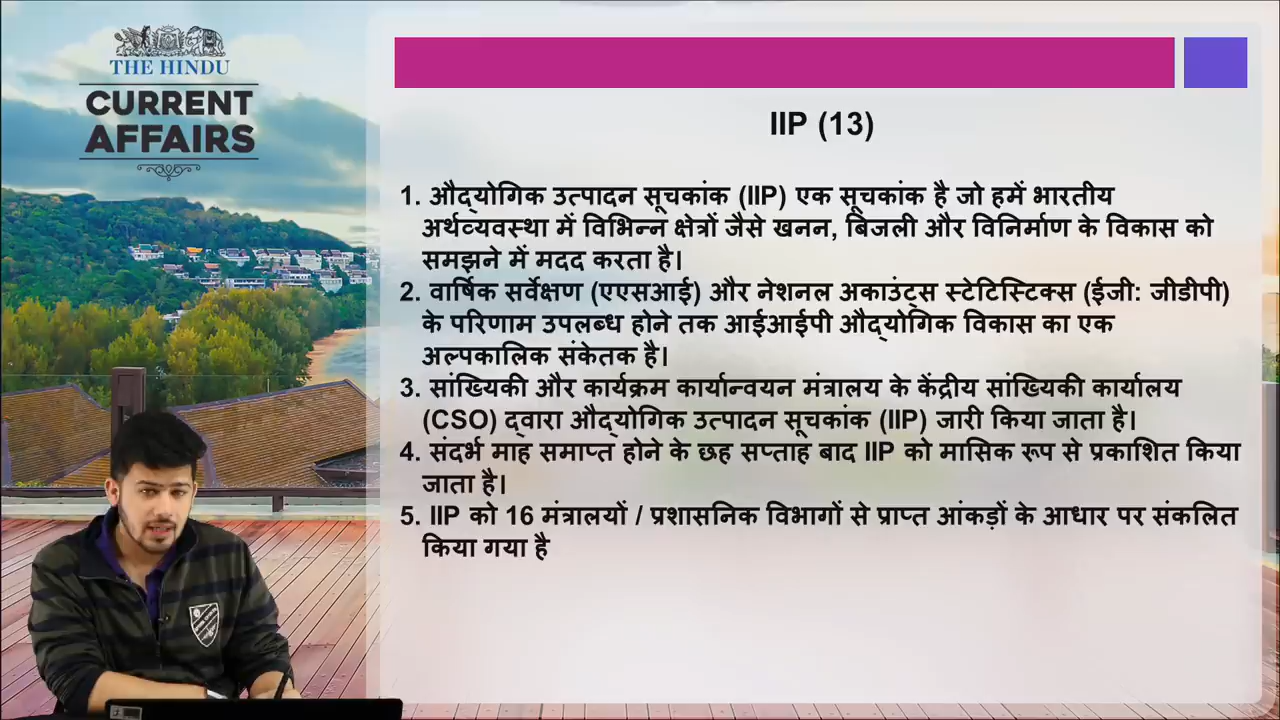 THE HINDU
CURRENT
AFFAIRS
IIP (13)
1. औद्योगिक उत्पादन सूचकांक (IIP) एक सूचकांक है जो हमें भारतीय
अर्थव्यवस्था में विभिन्न क्षेत्रों जैसे खनन, बिजली और विनिर्माण के विकास को
समझने में मदद करता है।
2. वार्षिक सर्वेक्षण (एएसआई) और नेशनल अकाउंट्स स्टेटिस्टिक्स (ईजी: जीडीपी)
के परिणाम उपलब्ध होने तक आईआईपी औद्योगिक विकास का एक
अल्पकालिक संकेतक है।
3. सांख्यिकी और कार्यक्रम कार्यान्वयन मंत्रालय के केंद्रीय सांख्यिकी कार्यालय
(CSO) द्वारा औद्योगिक उत्पादन सूचकांक (IIP) जारी किया जाता है।
4. संदर्भ माह समाप्त होने के छह सप्ताह बाद IIP को मासिक रूप से प्रकाशित किया
जाता है।
5. IIP को 16 मंत्रालयों / प्रशासनिक विभागों से प्राप्त आंकड़ों के आधार पर संकलित
किया गया है